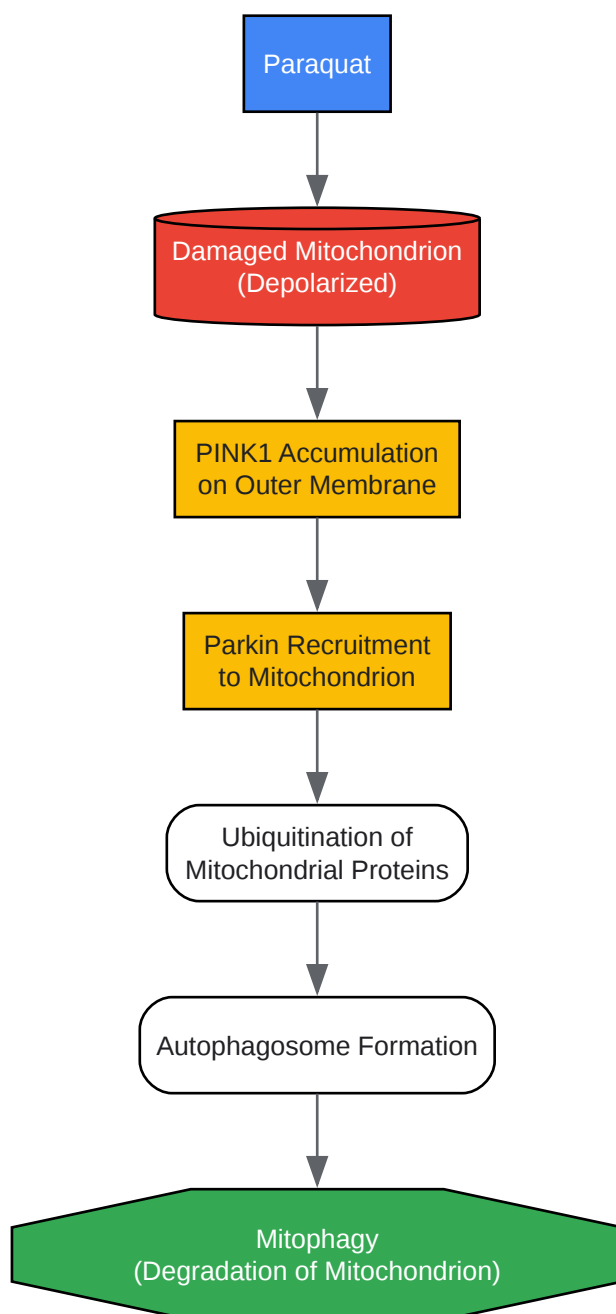 Paraquat
Damaged Mitochondrion
(Depolarized)
PINK1 Accumulation
on Outer Membrane
Parkin Recruitment
to Mitochondrion
Ubiquitination of
Mitochondrial Proteins
Autophagosome Formation
Mitophagy
(Degradation of Mitochondrion)